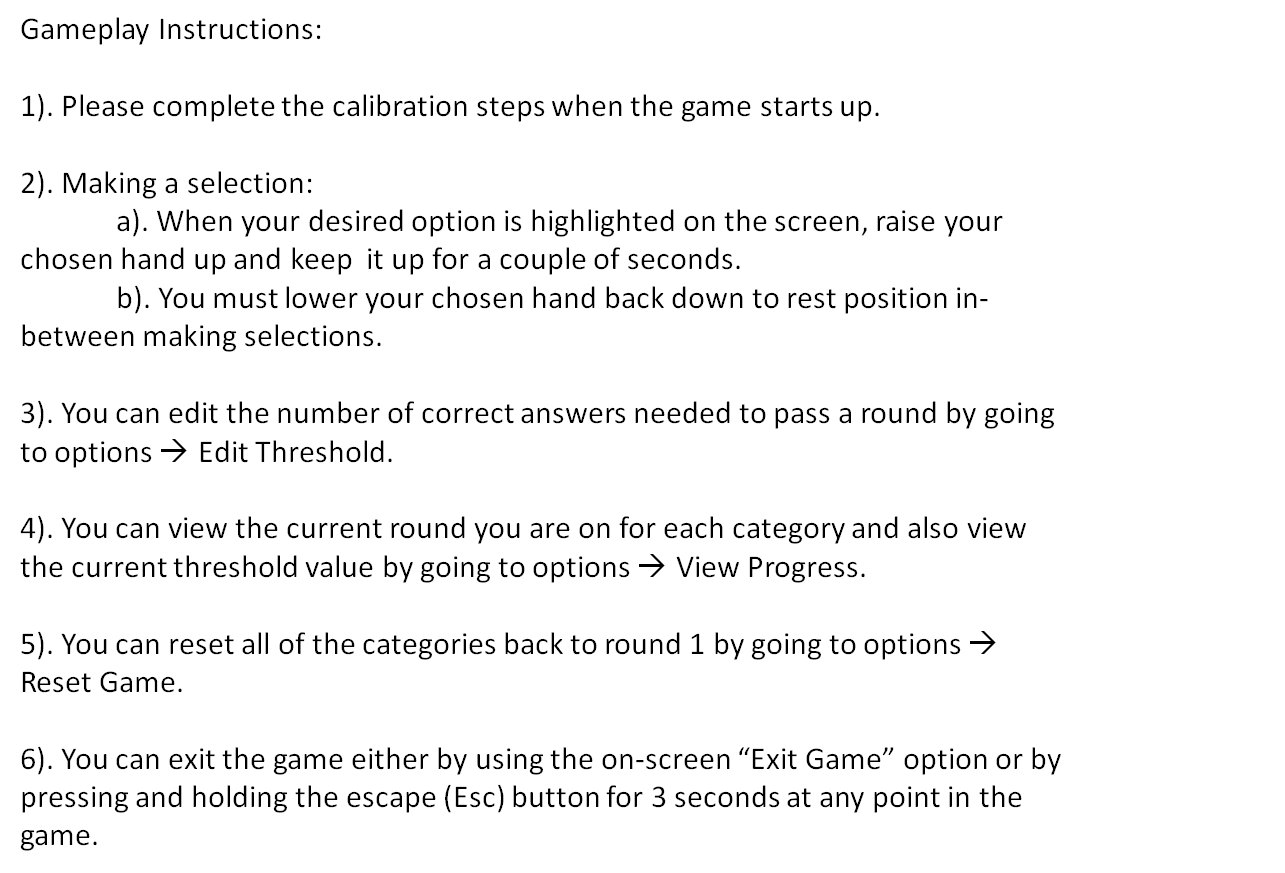 Gameplay Instructions:
1). Please complete the calibration steps when the game starts up.
2). Making a selection:
a). When your desired option is highlighted on the screen, raise your
chosen hand up and keep  it up for a couple of seconds.
b). You must lower your chosen hand back down to rest position in-
between making selections.
3). You can edit the number of correct answers needed to pass a round by going
to options → Edit Threshold.
4). You can view the current round you are on for each category and also view
the current threshold value by going to options → View Progress.
5). You can reset all of the categories back to round 1 by going to options →
Reset Game.
6). You can exit the game either by using the on-screen “Exit Game” option or by
pressing and holding the escape (Esc) button for 3 seconds at any point in the
game.